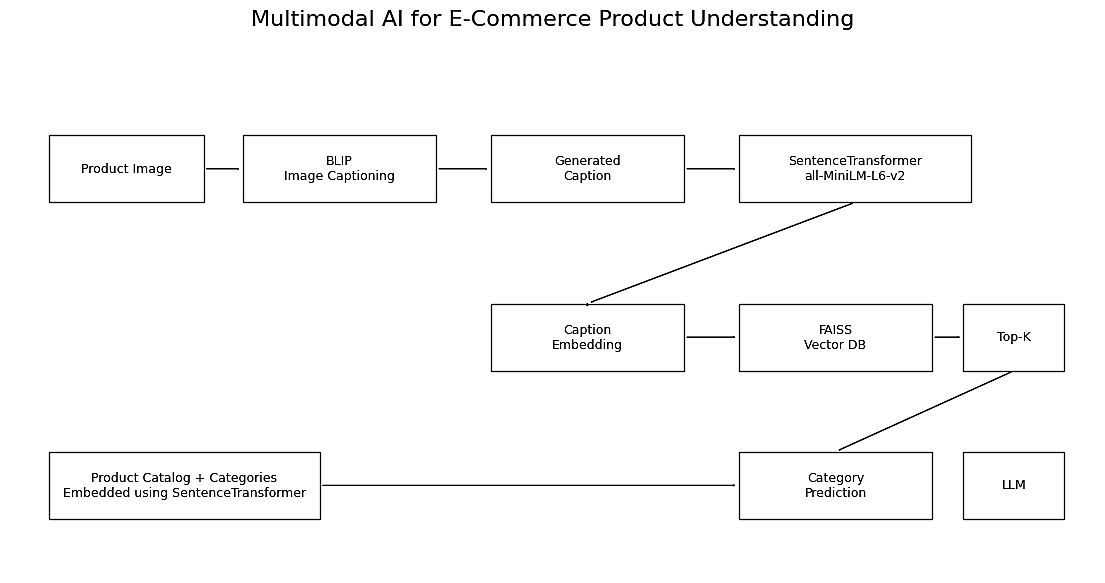 Multimodal AI for E-Commerce Product Understanding
Product Image
BLIP
Image Captioning
Generated
Caption
SentenceTransformer
all-MiniLM-L6-v2
Caption
Embedding
FAISS
Vector DB
Top-K
Product Catalog + Categories
Embedded using SentenceTransformer
Category
Prediction
LLM